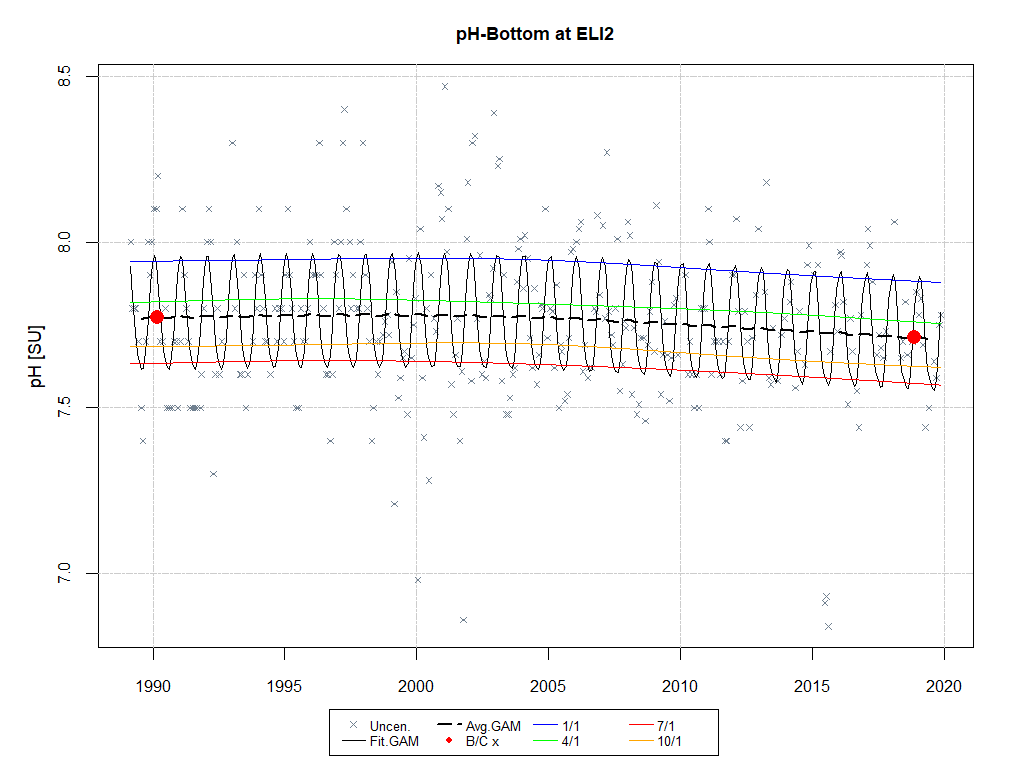 pH-Bottom at ELI2
8.5
8.0
7.5
7.0
pH [SU]
1990 1995 2000 2005 2010 2015 2020
Uncen. Avg.GAM 1/1 7/1
Fit.GAM B/C x 4/1 10/1